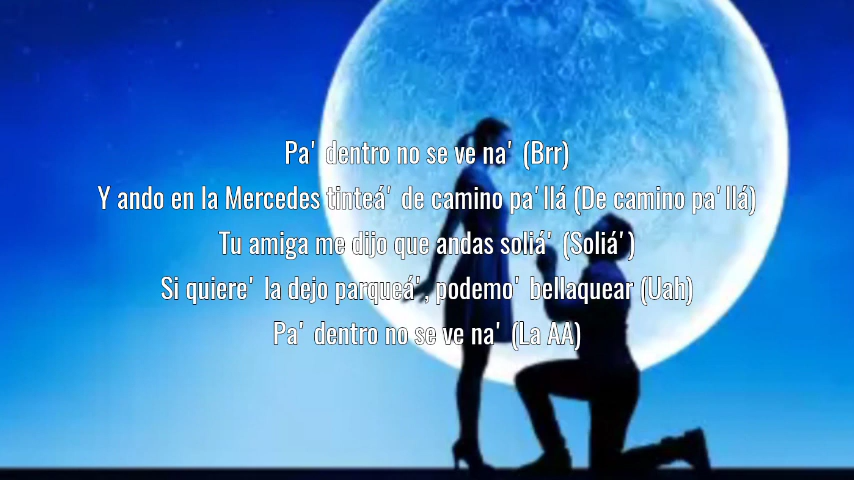 Pa' dentro no se ve na' (Brr)
Y ando en la Mercedes tinteá' de camino pa'llá (De camino pa'llá)
Tu amiga me dijo que andas soliá' (Soliá')
Si quiere' la dejo parqueá', podemo' bellaquear (Uah)
Pa' dentro no se ve na' (La AA)